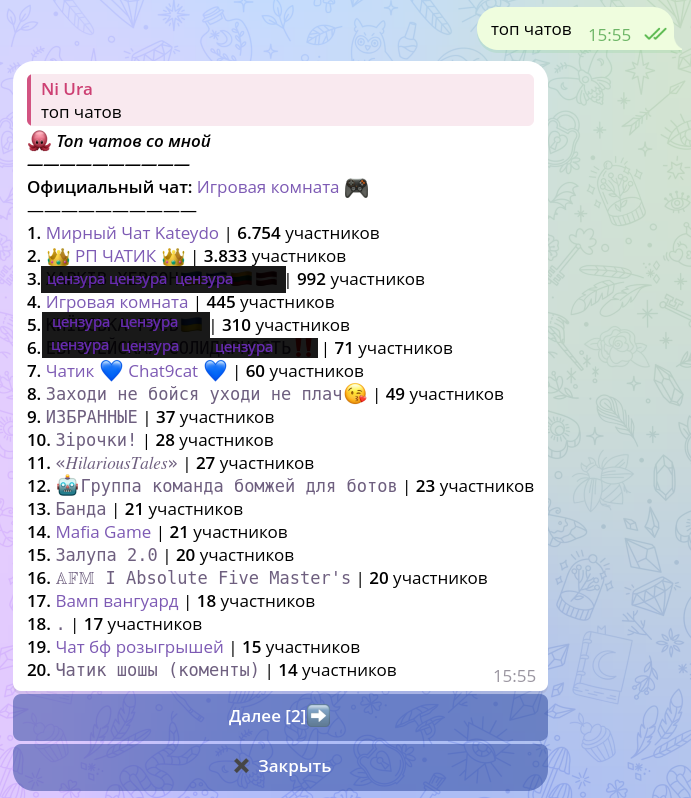 топ чатов 15:55
Ni Ura
топ чатов
🐙 Топ чатов со мной
——————————
Официальный чат: Игровая комната 🎮
——————————
1. Мирный Чат Kateydo | 6.754 участников
2. 👑 РП ЧАТИК 👑 | 3.833 участников
3. цензура цензура цензура | 992 участников
4. Игровая комната | 445 участников
5. цензура цензура | 310 участников
6. цензура цензура цензура | 71 участников
7. Чатик 💙 Chat9cat 💙 | 60 участников
8. Заходи не бойся уходи не плач😘 | 49 участников
9. ИЗБРАННЫЕ | 37 участников
10. Зірочки! | 28 участников
11. «𝐻𝑖𝑙𝑎𝑟𝑖𝑜𝑢𝑠𝑇𝑎𝑙𝑒𝑠» | 27 участников
12. 🤖Группа команда бомжей для ботов | 23 участников
13. Банда | 21 участников
14. Mafia Game | 21 участников
15. Залупа 2.0 | 20 участников
16. 𝔸𝔽𝕄 I Absolute Five Master's | 20 участников
17. Вамп вангуард | 18 участников
18. . | 17 участников
19. Чат бф розыгрышей | 15 участников
20. Чатик шошы (коменты) | 14 участников
15:55
Далее [2]➡️
✖️ Закрыть